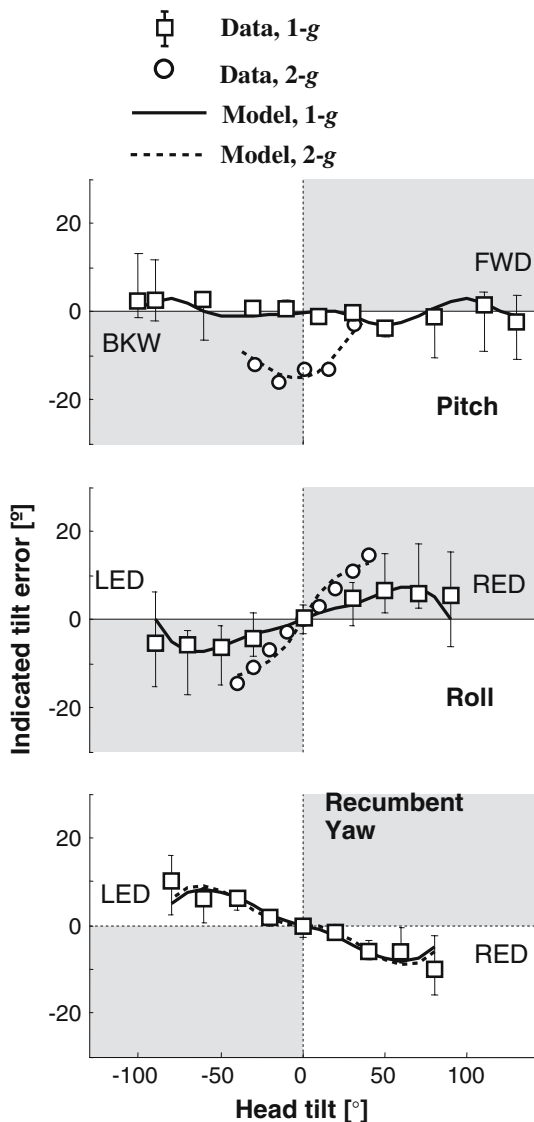 Data, 1-g
Data, 2-g
Model, 1-g
Model, 2-g
20
0
-20
FWD
BKW
Pitch
20
0
-20
LED
RED
Roll
Indicated tilt error [º]
20
0
-20
Recumbent
Yaw
LED
RED
-100 -50 0 50 100
Head tilt [°]